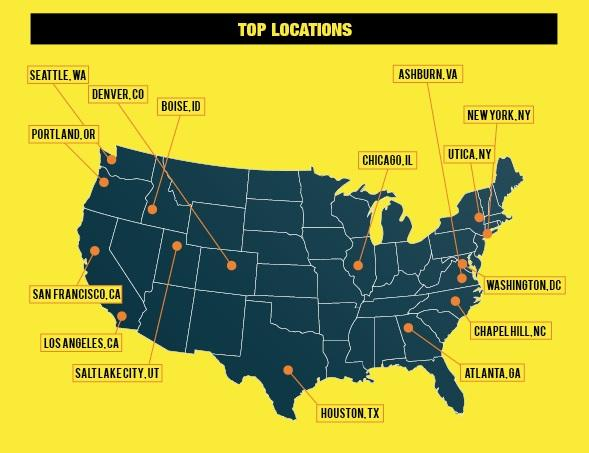 TOP LOCATIONS
SEATTLE, WA
ASHBURN, VA
DENVER, CO
BOISE, ID
NEW YORK, NY
PORTLAND, OR
UTICA, NY
CHICAGO, IL
WASHINGTON, DC
SAN FRANCISCO, CA
CHAPEL HILL, NC
LOS ANGELES, CA
SALT LAKE CITY, UT
ATLANTA, GA
HOUSTON, TX